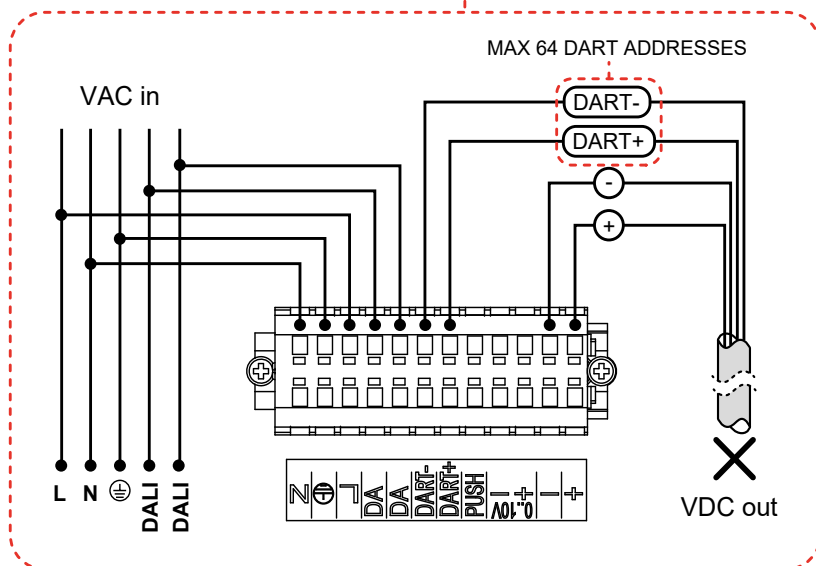 MAX 64 DART ADDRESSES
VAC in
DART-
DART+
-
+
L N DALI DALI
N L DA DA DART- DART+ PUSH - + 0..10V - +
VDC out